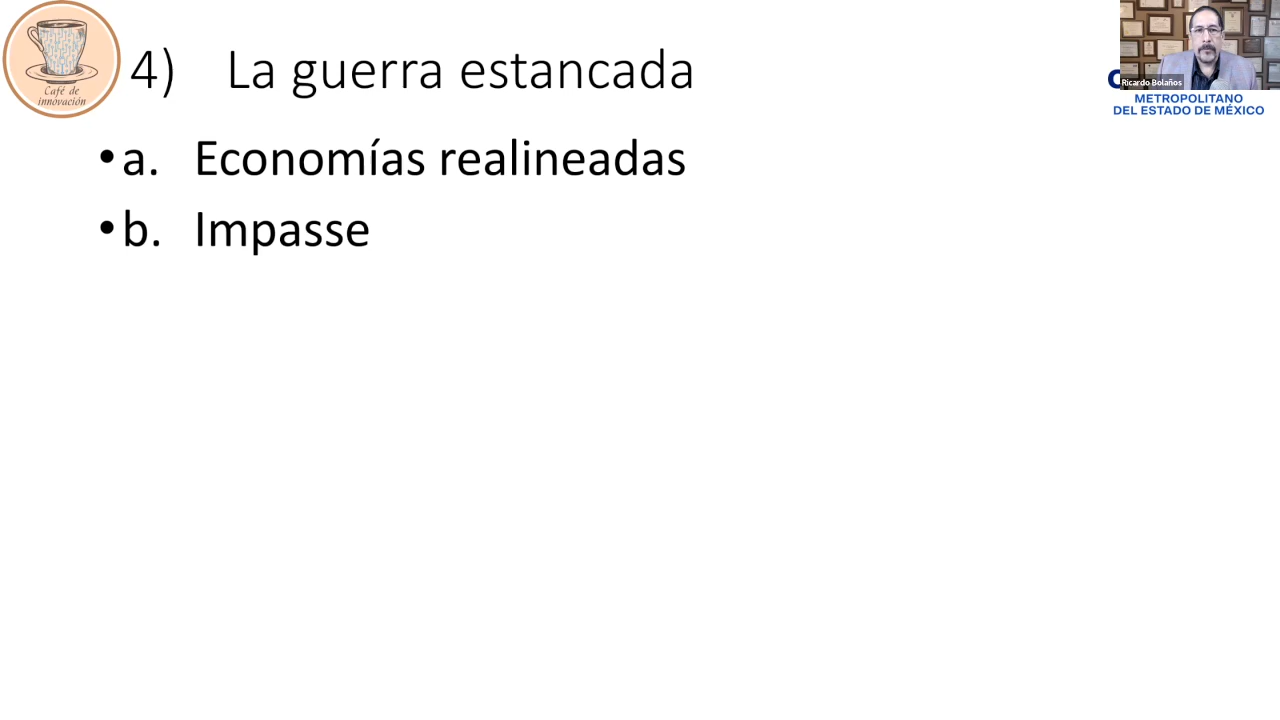 Café de
innovación
4) La guerra estancada
Ricardo Bolaños
METROPOLITANO
DEL ESTADO DE MÉXICO
•a. Economías realineadas
•b. Impasse